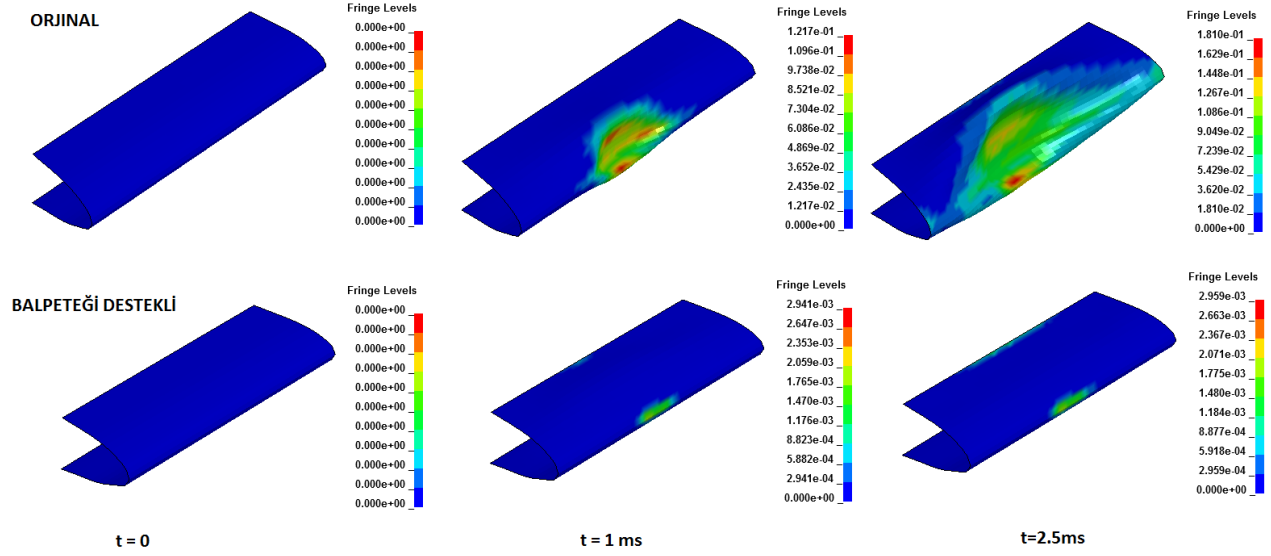 ORJINAL
Fringe Levels
0.000e+00
0.000e+00
0.000e+00
0.000e+00
0.000e+00
0.000e+00
0.000e+00
0.000e+00
0.000e+00
0.000e+00
0.000e+00
Fringe Levels
1.217e-01
1.096e-01
9.738e-02
8.521e-02
7.304e-02
6.086e-02
4.869e-02
3.652e-02
2.435e-02
1.217e-02
0.000e+00
Fringe Levels
1.810e-01
1.629e-01
1.448e-01
1.267e-01
1.086e-01
9.049e-02
7.239e-02
5.429e-02
3.620e-02
1.810e-02
0.000e+00
BALPETEĞİ DESTEKLİ
Fringe Levels
0.000e+00
0.000e+00
0.000e+00
0.000e+00
0.000e+00
0.000e+00
0.000e+00
0.000e+00
0.000e+00
0.000e+00
0.000e+00
Fringe Levels
2.941e-03
2.647e-03
2.353e-03
2.059e-03
1.765e-03
1.470e-03
1.176e-03
8.823e-04
5.882e-04
2.941e-04
0.000e+00
Fringe Levels
2.959e-03
2.663e-03
2.367e-03
2.071e-03
1.775e-03
1.480e-03
1.184e-03
8.877e-04
5.918e-04
2.959e-04
0.000e+00
t = 0
t = 1 ms
t=2.5ms